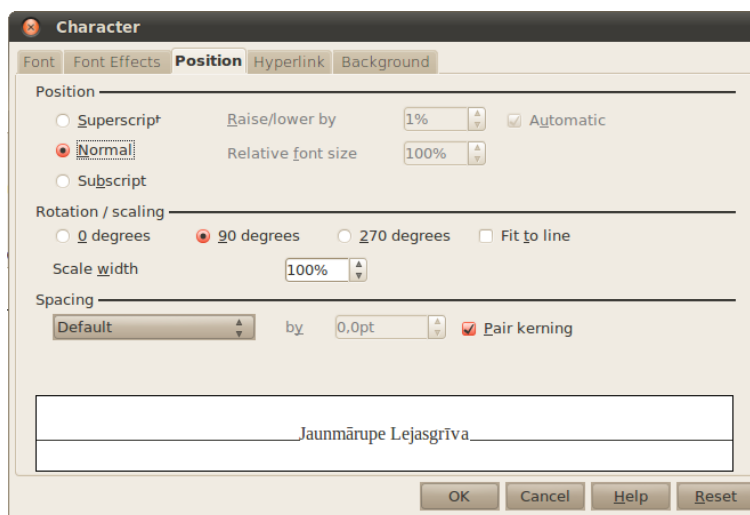 Character
Font Font Effects Position Hyperlink Background
Position
Superscript Raise/lower by 1% Automatic
Normal Relative font size 100%
Subscript
Rotation / scaling
0 degrees 90 degrees 270 degrees Fit to line
Scale width 100%
Spacing
Default by 0,0pt Pair kerning
Jaunmārupe Lejasgrīva
OK Cancel Help Reset